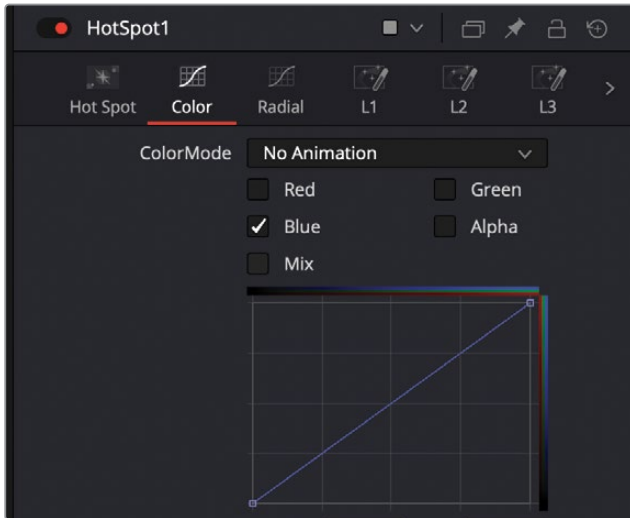 HotSpot1
Hot Spot Color Radial L1 L2 L3
ColorMode No Animation
Red Green
Blue Alpha
Mix